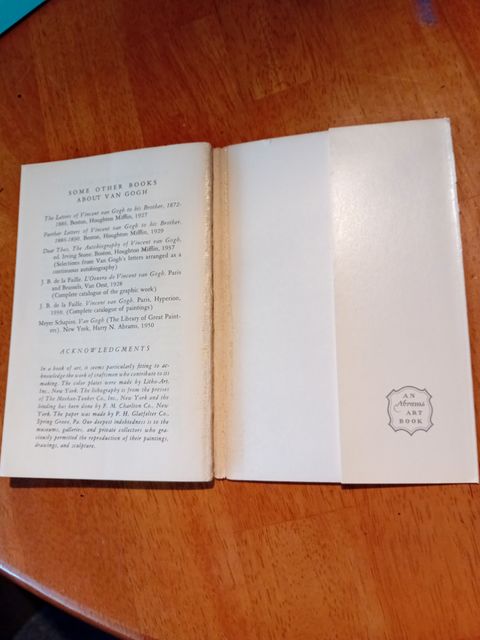 SOME OTHER BOOKS
ABOUT VAN GOGH
The Letters of Vincent van Gogh to his Brother, 1872-
1886. Boston, Houghton Mifflin, 1927
Further Letters of Vincent van Gogh to his Brother.
1886-1890. Boston, Houghton Mifflin, 1929
Dear Theo, The Autobiography of Vincent van Gogh,
ed. Irving Stone. Boston, Houghton Mifflin, 1937
(Selections from Van Gogh's letters arranged as a
continuous autobiography)
J. B. de la Faille. L'Oeuvre de Vincent van Gogh. Paris
and Brussels, Van Oest, 1928
(Complete catalogue of the graphic work)
J. B. de la Faille. Vincent van Gogh. Paris, Hyperion,
1939. (Complete catalogue of paintings)
Meyer Schapiro. Van Gogh (The Library of Great Paint-
ers). New York, Harry N. Abrams, 1950
ACKNOWLEDGMENTS
In a book of art, it seems particularly fitting to ac-
knowledge the work of craftsmen who contribute to its
making. The color plates were made by Litho-Art,
Inc., New York. The lithography is from the presses
of The Meehan-Tooker Co., Inc., New York and the
binding has been done by F. M. Charlton Co., New
York. The paper was made by P. H. Glatfelter Co.,
Spring Grove, Pa. Our deepest indebtedness is to the
museums, galleries, and private collectors who gra-
ciously permitted the reproduction of their paintings,
drawings, and sculpture.
AN
Abrams
ART
BOOK